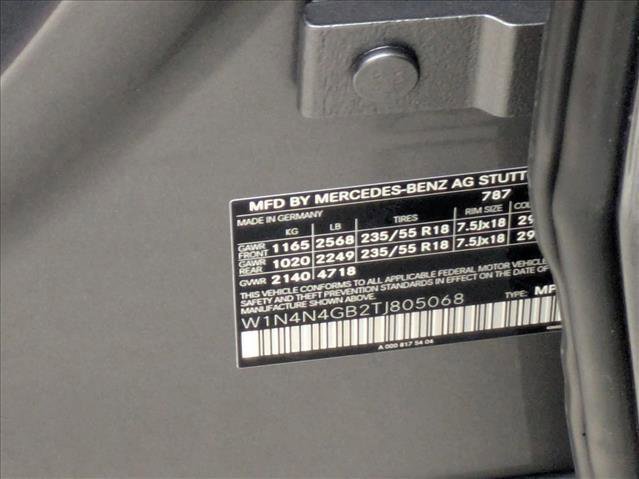 MFD BY MERCEDES-BENZ AG STUTT
787
MADE IN GERMANY
KG LB TIRES RIM SIZE
GAWR FRONT 1165 2568 235/55 R18 7.5Jx18 29
GAWR REAR 1020 2249 235/55 R18 7.5Jx18 29
GVWR 2140 4718
THIS VEHICLE CONFORMS TO ALL APPLICABLE FEDERAL MOTOR VEHICLE
SAFETY AND THEFT PREVENTION STANDARDS IN EFFECT ON THE DATE OF
MANUFACTURE SHOWN ABOVE.
W1N4N4GB2TJ805068
TYPE: MP
A 000 817 54 04